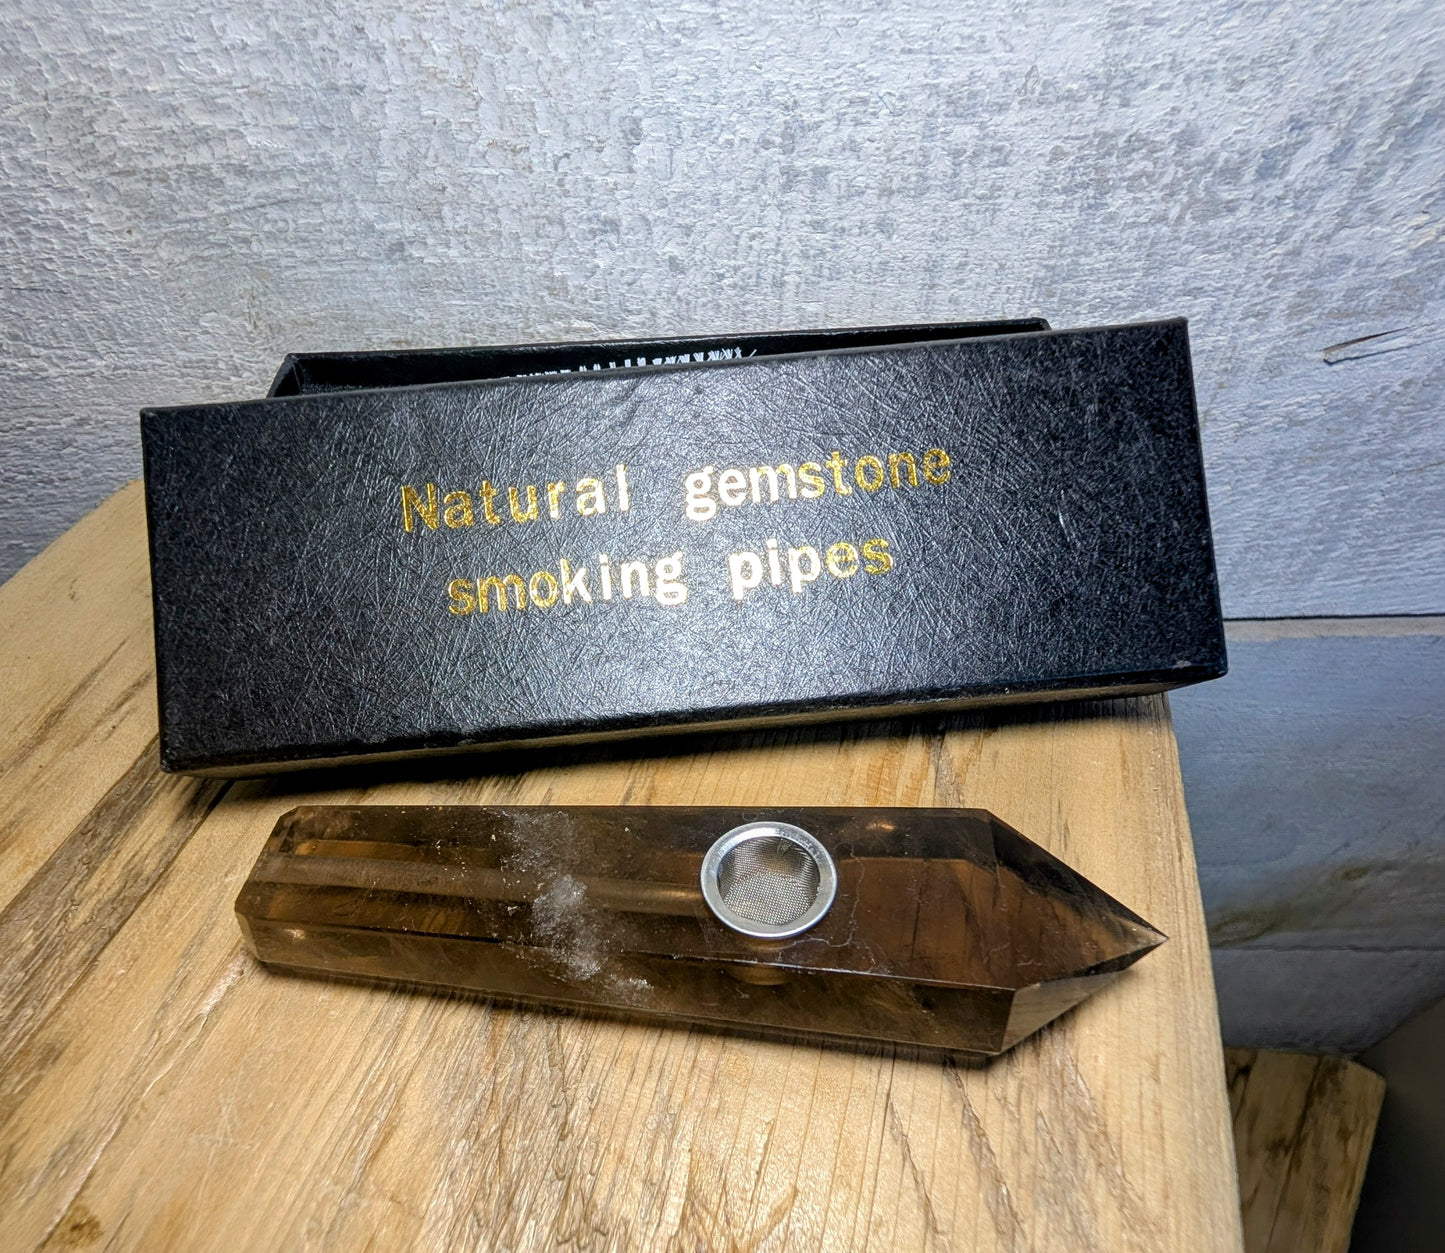 Natural gemstone
smoking pipes